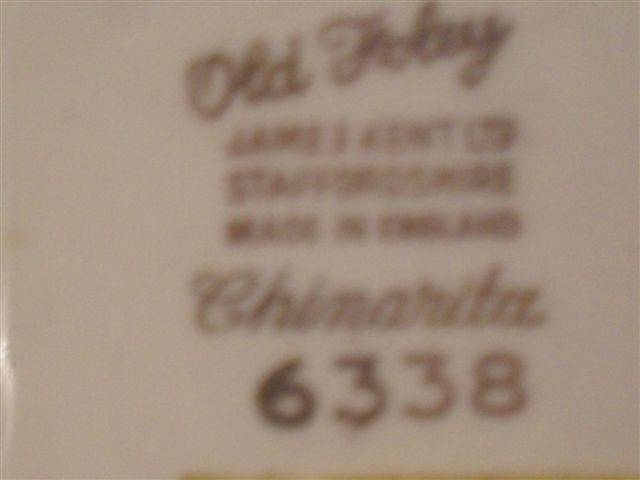 Old Foley
JAMES KENT LTD
STAFFORDSHIRE
MADE IN ENGLAND
Chinarita
6338